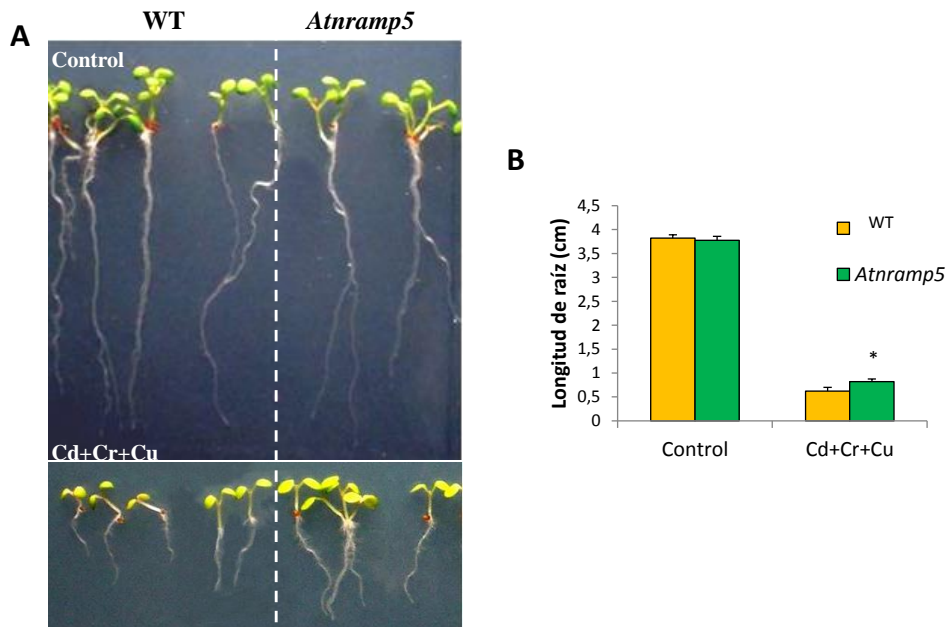 A
WT
Atnramp5
Control
Cd+Cr+Cu
B
Longitud de raíz (cm)
4,5
4
3,5
3
2,5
2
1,5
1
0,5
0
WT
Atnramp5
*
Control
Cd+Cr+Cu